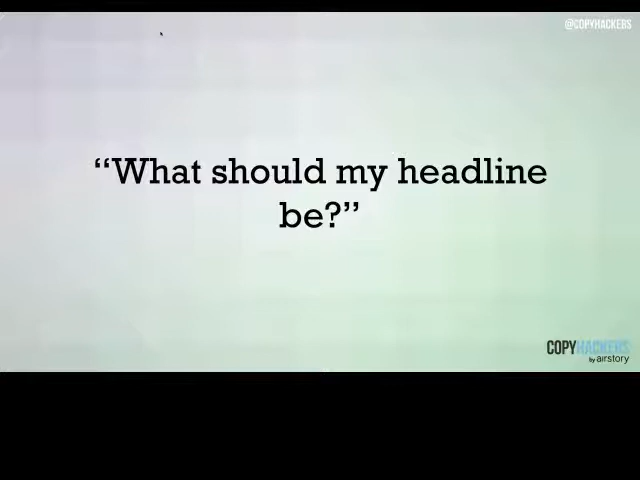 @COPYHACKERS
“What should my headline
be?”
COPYHACKERS
by airstory